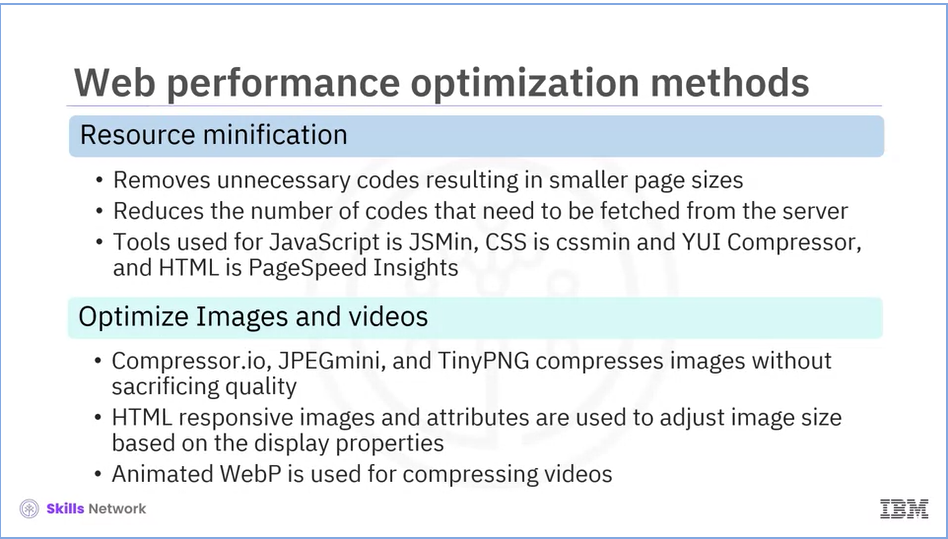 Web performance optimization methods
Resource minification
• Removes unnecessary codes resulting in smaller page sizes
• Reduces the number of codes that need to be fetched from the server
• Tools used for JavaScript is JSMin, CSS is cssmin and YUI Compressor,
and HTML is PageSpeed Insights
Optimize Images and videos
• Compressor.io, JPEGmini, and TinyPNG compresses images without
sacrificing quality
• HTML responsive images and attributes are used to adjust image size
based on the display properties
• Animated WebP is used for compressing videos
Skills Network
IBM